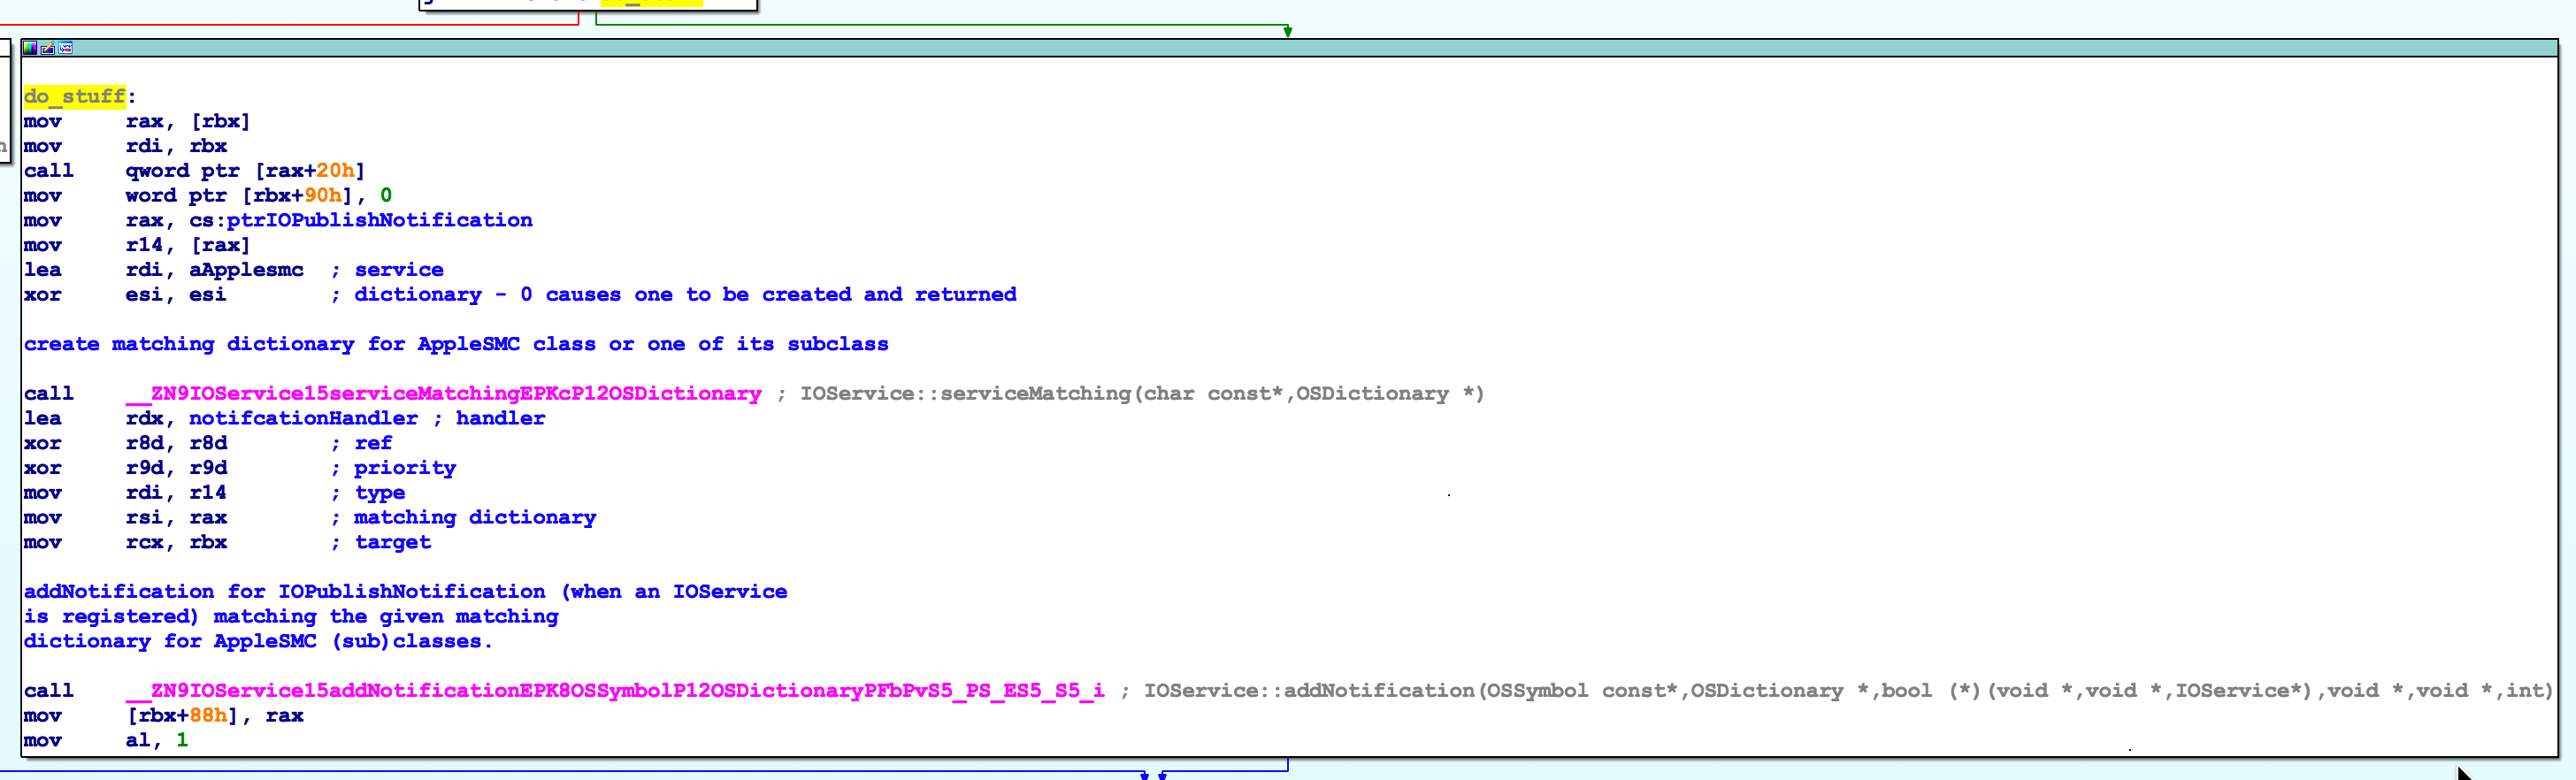 do_stuff:
mov rax, [rbx]
mov rdi, rbx
call qword ptr [rax+20h]
mov word ptr [rbx+90h], 0
mov rax, cs:ptrIOPublishNotification
mov r14, [rax]
lea rdi, aApplesmc ; service
xor esi, esi ; dictionary - 0 causes one to be created and returned
create matching dictionary for AppleSMC class or one of its subclass
call __ZN9IOService15serviceMatchingEPKcP12OSDictionary ; IOService::serviceMatching(char const*,OSDictionary *)
lea rdx, notifcationHandler ; handler
xor r8d, r8d ; ref
xor r9d, r9d ; priority
mov rdi, r14 ; type
mov rsi, rax ; matching dictionary
mov rcx, rbx ; target
addNotification for IOPublishNotification (when an IOService
is registered) matching the given matching
dictionary for AppleSMC (sub)classes.
call __ZN9IOService15addNotificationEPK8OSSymbolP12OSDictionaryPFbPvS5_PS_ES5_S5_i ; IOService::addNotification(OSSymbol const*,OSDictionary *,bool (*)(void *,void *,IOService*),void *,void *,int)
mov [rbx+88h], rax
mov al, 1